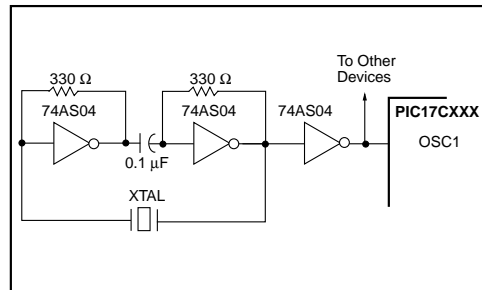 To Other
Devices
330 Ω
330 Ω
74AS04
74AS04
74AS04
PIC17CXXX
OSC1
0.1 µF
XTAL